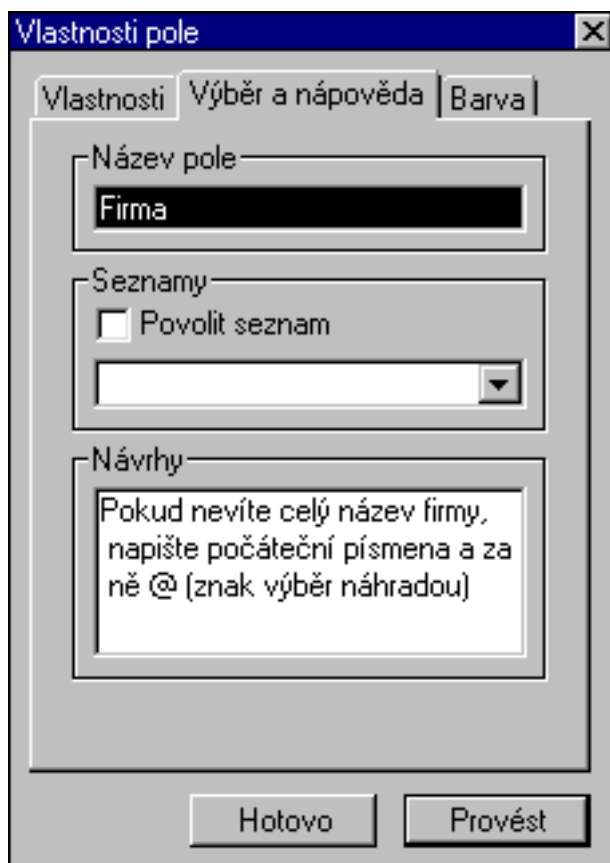 Vlastnosti pole
Vlastnosti Výběr a nápověda Barva
Název pole
Firma
Seznamy
Povolit seznam
Návrhy
Pokud nevíte celý název firmy,
napište počáteční písmena a za
ně @ (znak výběr náhradou)
Hotovo Provést